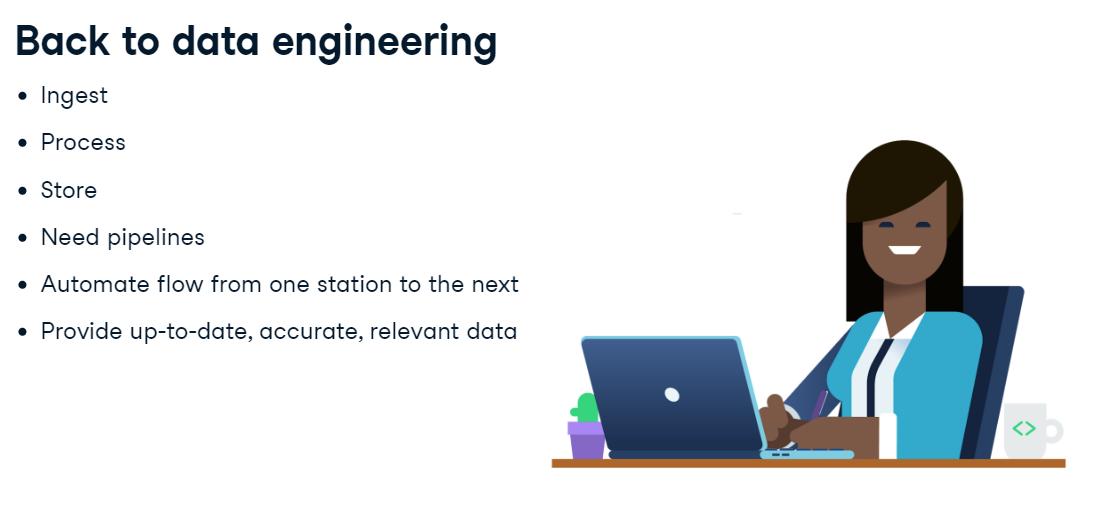 Back to data engineering
• Ingest
• Process
• Store
• Need pipelines
• Automate flow from one station to the next
• Provide up-to-date, accurate, relevant data
<>